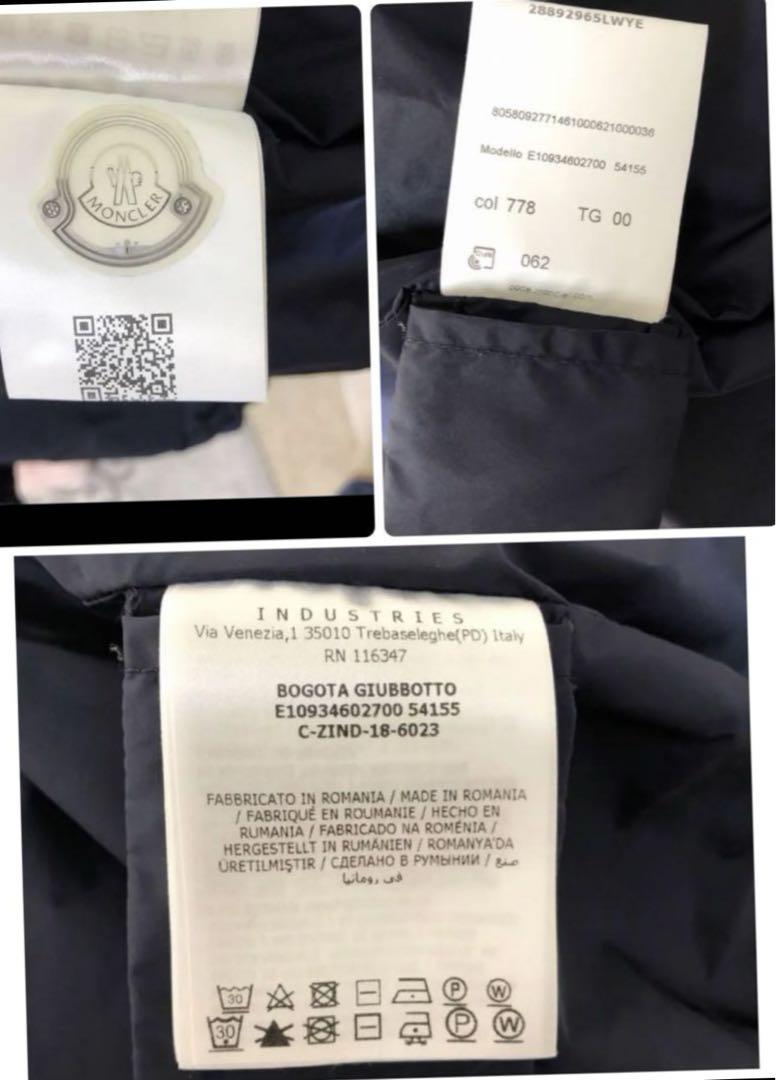 MONCLER
28892965LWYE
8058092771461000621000036
Modello E10934602700 54155
col 778 TG 00
062
INDUSTRIES
Via Venezia,1 35010 Trebaseleghe(PD) Italy
RN 116347
BOGOTA GIUBBOTTO
E10934602700 54155
C-ZIND-18-6023
FABBRICATO IN ROMANIA / MADE IN ROMANIA
/ FABRIQUÉ EN ROUMANIE / HECHO EN
RUMANIA / FABRICADO NA ROMÉNIA /
HERGESTELLT IN RUMÄNIEN / ROMANYA'DA
ÜRETILMIŞTIR / СДЕЛАНО В РУМЫНИИ / صنع
فى رومانيا
30 P W
30 P W